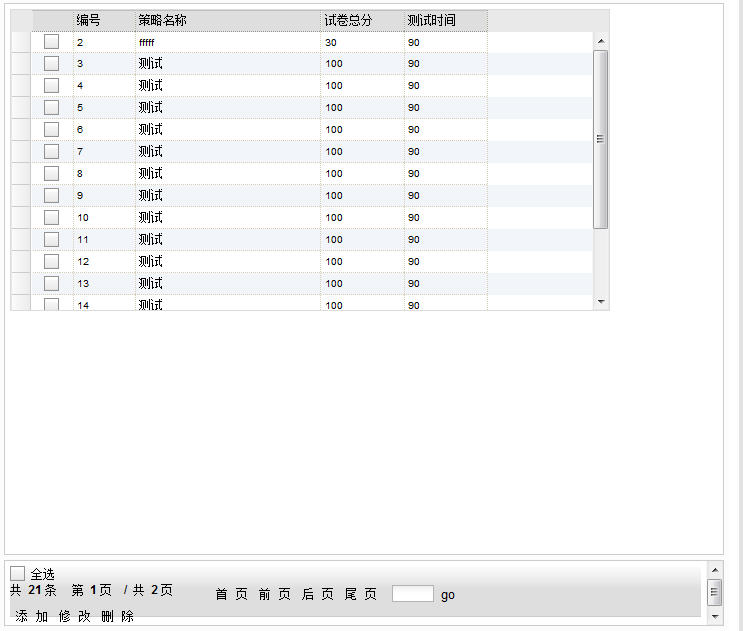 编号 策略名称 试卷总分 测试时间
2 fffff 30 90
3 测试 100 90
4 测试 100 90
5 测试 100 90
6 测试 100 90
7 测试 100 90
8 测试 100 90
9 测试 100 90
10 测试 100 90
11 测试 100 90
12 测试 100 90
13 测试 100 90
14 测试 100 90
全选
共 21条 第 1页 / 共 2页 首 页 前 页 后 页 尾 页 go
添 加 修 改 删 除